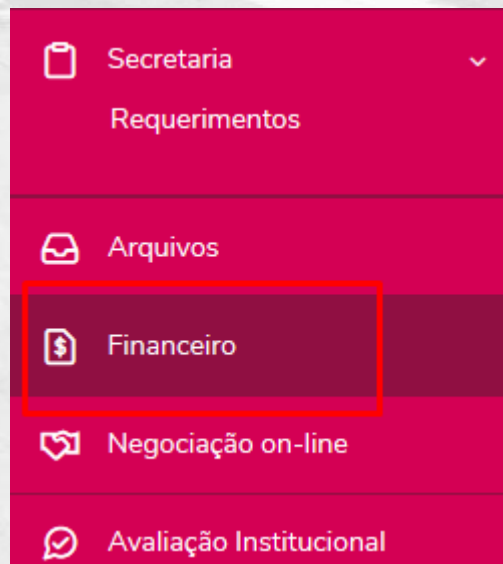 Secretaria
Requerimentos
Arquivos
Financeiro
Negociação on-line
Avaliação Institucional